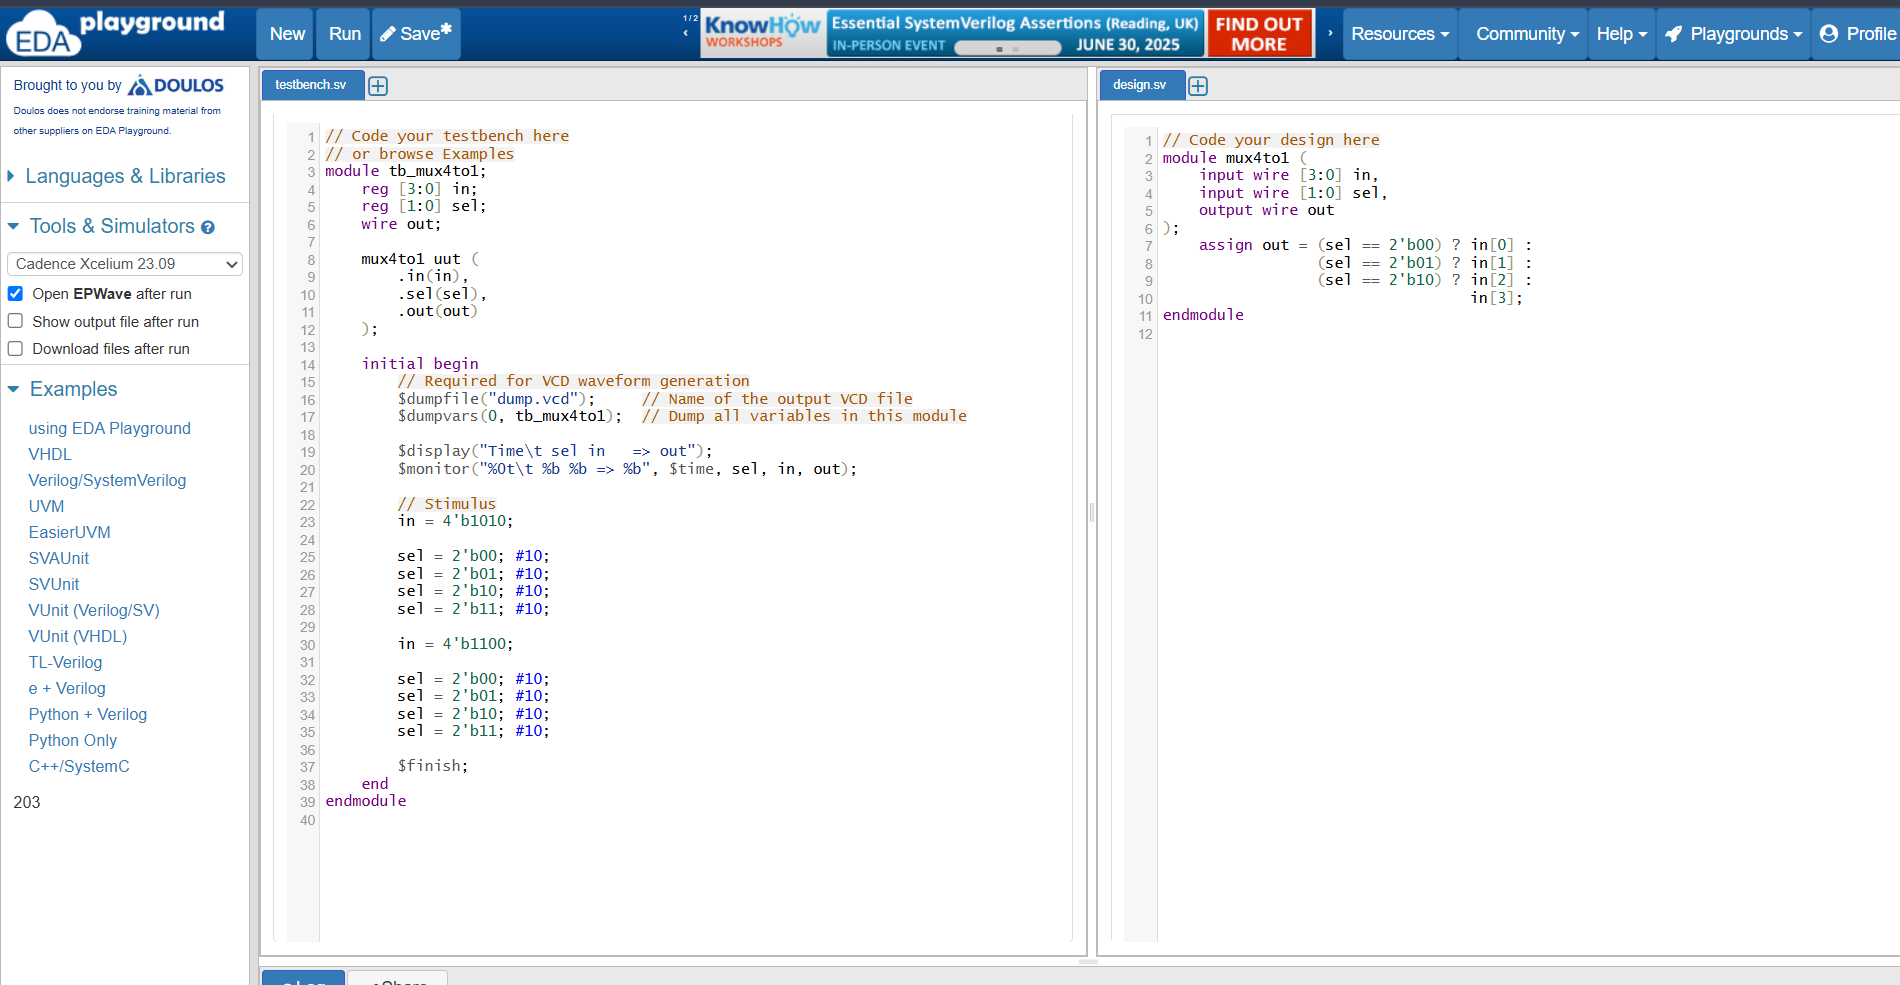 EDA playground
New
Run
Save*
1/2
‹
KnowHow
WORKSHOPS
Essential SystemVerilog Assertions (Reading, UK)
IN-PERSON EVENT
JUNE 30, 2025
FIND OUT
MORE
›
Resources
Community
Help
Playgrounds
Profile
Brought to you by DOULOS
Doulos does not endorse training material from
other suppliers on EDA Playground.
Languages & Libraries
Tools & Simulators
Cadence Xcelium 23.09
Open EPWave after run
Show output file after run
Download files after run
Examples
using EDA Playground
VHDL
Verilog/SystemVerilog
UVM
EasierUVM
SVAUnit
SVUnit
VUnit (Verilog/SV)
VUnit (VHDL)
TL-Verilog
e + Verilog
Python + Verilog
Python Only
C++/SystemC
203
testbench.sv
1 // Code your testbench here
2 // or browse Examples
3 module tb_mux4to1;
4     reg [3:0] in;
5     reg [1:0] sel;
6     wire out;
7
8     mux4to1 uut (
9         .in(in),
10         .sel(sel),
11         .out(out)
12     );
13
14     initial begin
15         // Required for VCD waveform generation
16         $dumpfile("dump.vcd");     // Name of the output VCD file
17         $dumpvars(0, tb_mux4to1);  // Dump all variables in this module
18
19         $display("Time\t sel in   => out");
20         $monitor("%0t\t %b %b => %b", $time, sel, in, out);
21
22         // Stimulus
23         in = 4'b1010;
24
25         sel = 2'b00; #10;
26         sel = 2'b01; #10;
27         sel = 2'b10; #10;
28         sel = 2'b11; #10;
29
30         in = 4'b1100;
31
32         sel = 2'b00; #10;
33         sel = 2'b01; #10;
34         sel = 2'b10; #10;
35         sel = 2'b11; #10;
36
37         $finish;
38     end
39 endmodule
40
design.sv
1 // Code your design here
2 module mux4to1 (
3     input wire [3:0] in,
4     input wire [1:0] sel,
5     output wire out
6 );
7     assign out = (sel == 2'b00) ? in[0] :
8                  (sel == 2'b01) ? in[1] :
9                  (sel == 2'b10) ? in[2] :
10                                   in[3];
11 endmodule
12
Log
Share